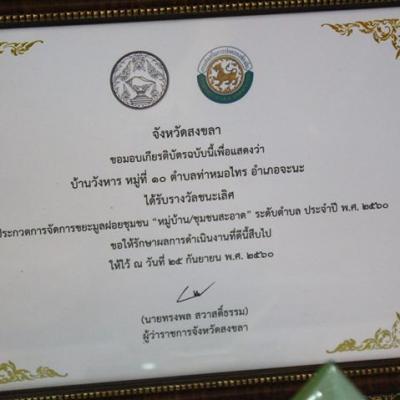 จังหวัดสงขลา
ขอมอบเกียรติบัตรฉบับนี้เพื่อแสดงว่า
บ้านวังหาร หมู่ที่ ๑๐ ตำบลท่าหมอไทร อำเภอจะนะ
ได้รับรางวัลชนะเลิศ
ประกวดการจัดการขยะมูลฝอยชุมชน "หมู่บ้าน/ชุมชนสะอาด" ระดับตำบล ประจำปี พ.ศ. ๒๕๖๐
ขอให้รักษาผลการดำเนินงานที่ดีนี้สืบไป
ให้ไว้ ณ วันที่ ๒๕ กันยายน พ.ศ. ๒๕๖๐
(นายทรงพล สวาสดิ์ธรรม)
ผู้ว่าราชการจังหวัดสงขลา